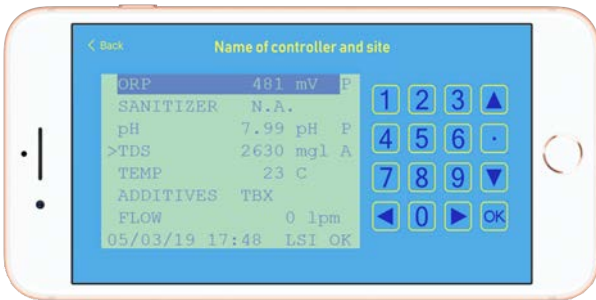 < Back
Name of controller and site
ORP 481 mV P
SANITIZER N.A.
pH 7.99 pH P
>TDS 2630 mgl A
TEMP 23 C
ADDITIVES TBX
FLOW 0 lpm
05/03/19 17:48 LSI OK
1 2 3 ▲
4 5 6 ·
7 8 9 ▼
◀ 0 ▶ OK